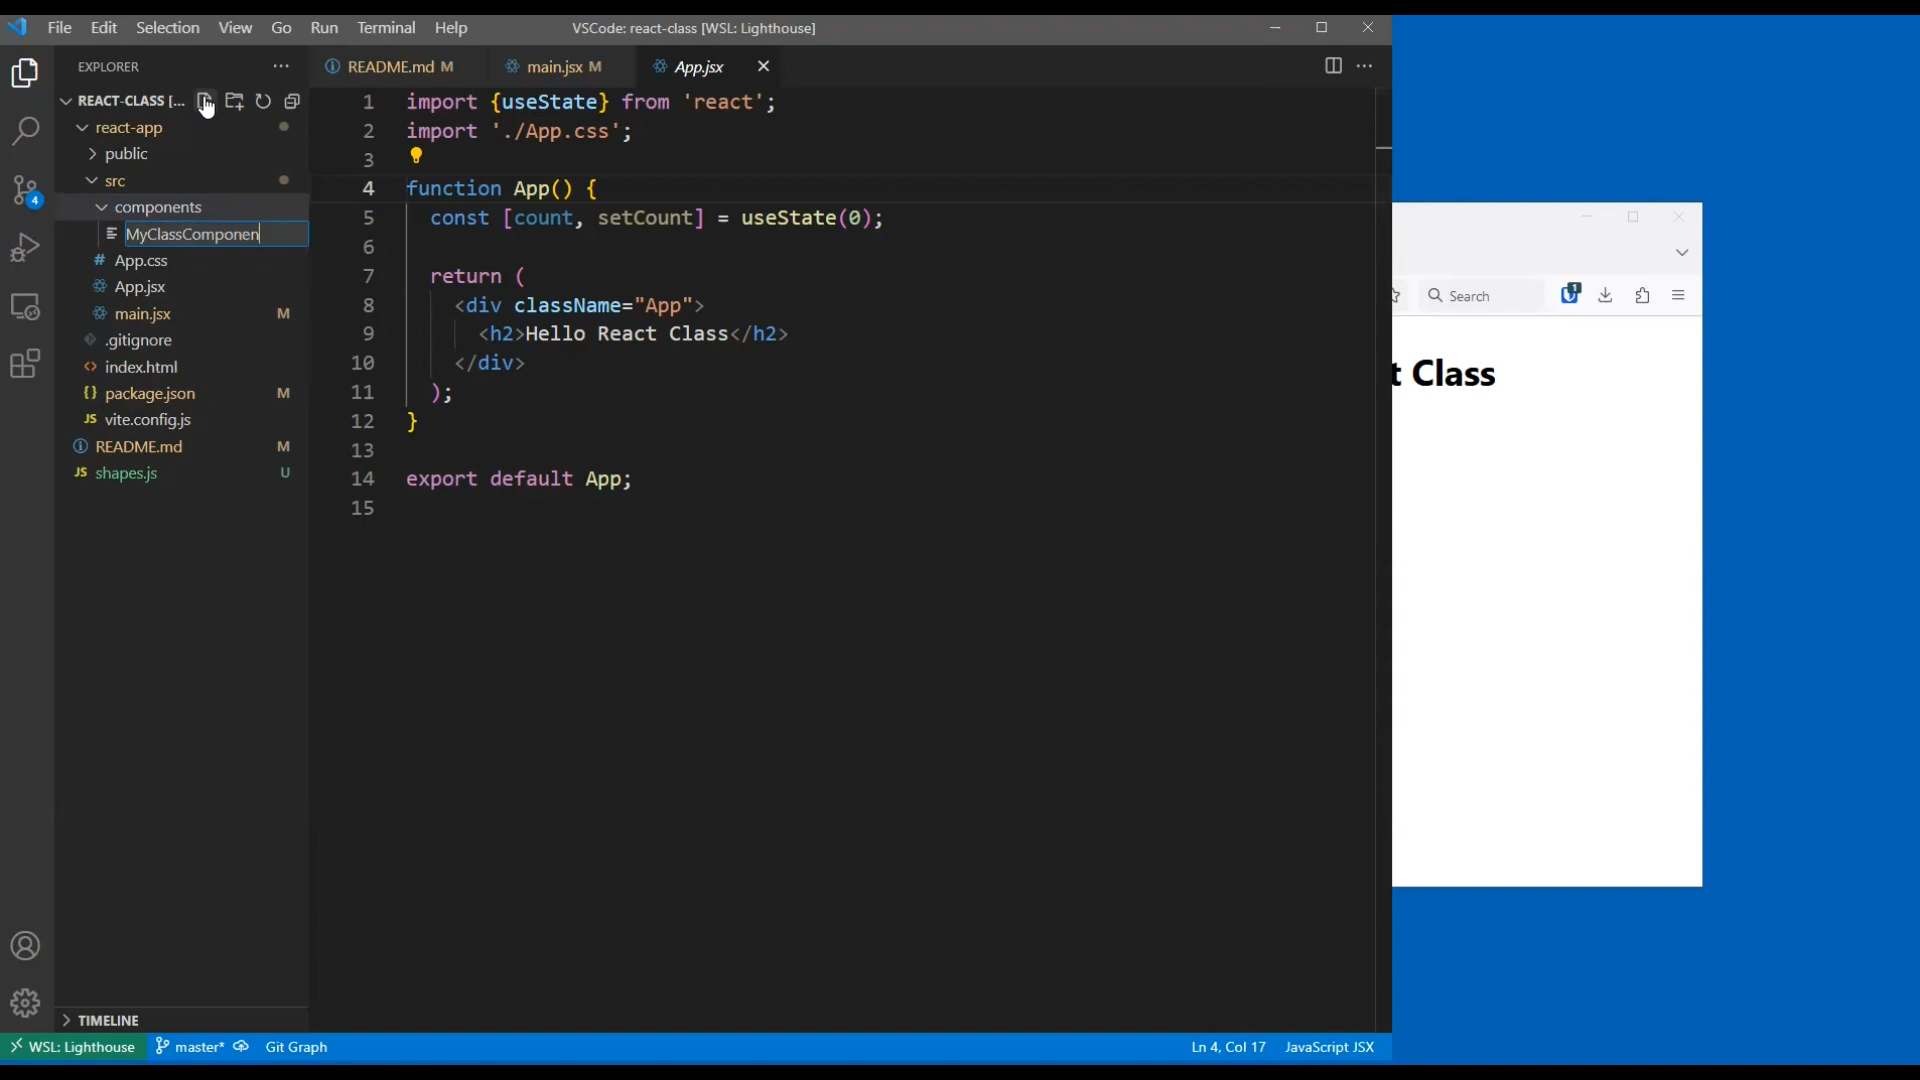 File Edit Selection View Go Run Terminal Help VSCode: react-class [WSL: Lighthouse]
EXPLORER
REACT-CLASS [...
react-app
public
src
components
MyClassComponen
App.css
App.jsx
main.jsx M
.gitignore
index.html
package.json M
vite.config.js
README.md M
shapes.js U
TIMELINE
README.md M main.jsx M App.jsx
1 import {useState} from 'react';
2 import './App.css';
3
4 function App() {
5 const [count, setCount] = useState(0);
6
7 return (
8 <div className="App">
9 <h2>Hello React Class</h2>
10 </div>
11 );
12 }
13
14 export default App;
15
4
Search 1
t Class
WSL: Lighthouse master* Git Graph Ln 4, Col 17 JavaScript JSX